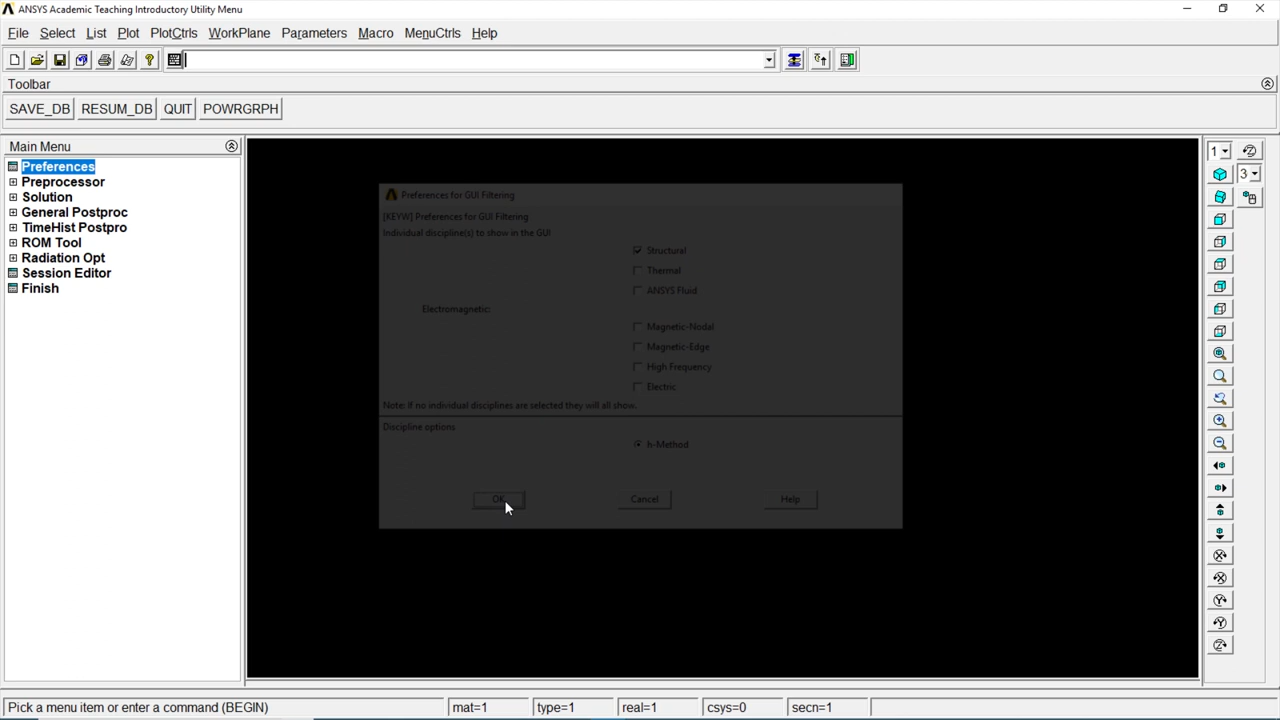 ANSYS Academic Teaching Introductory Utility Menu
File Select List Plot PlotCtrls WorkPlane Parameters Macro MenuCtrls Help
Toolbar
SAVE_DB RESUM_DB QUIT POWRGRPH
Main Menu
Preferences
Preprocessor
Solution
General Postproc
TimeHist Postpro
ROM Tool
Radiation Opt
Session Editor
Finish
Preferences for GUI Filtering
[KEYW] Preferences for GUI Filtering
Individual discipline(s) to show in the GUI
Structural
Thermal
ANSYS Fluid
Electromagnetic:
Magnetic-Nodal
Magnetic-Edge
High Frequency
Electric
Note: if no individual disciplines are selected they will all show.
Discipline options
h-Method
OK Cancel Help
1
3
Pick a menu item or enter a command (BEGIN) mat=1 type=1 real=1 csys=0 secn=1